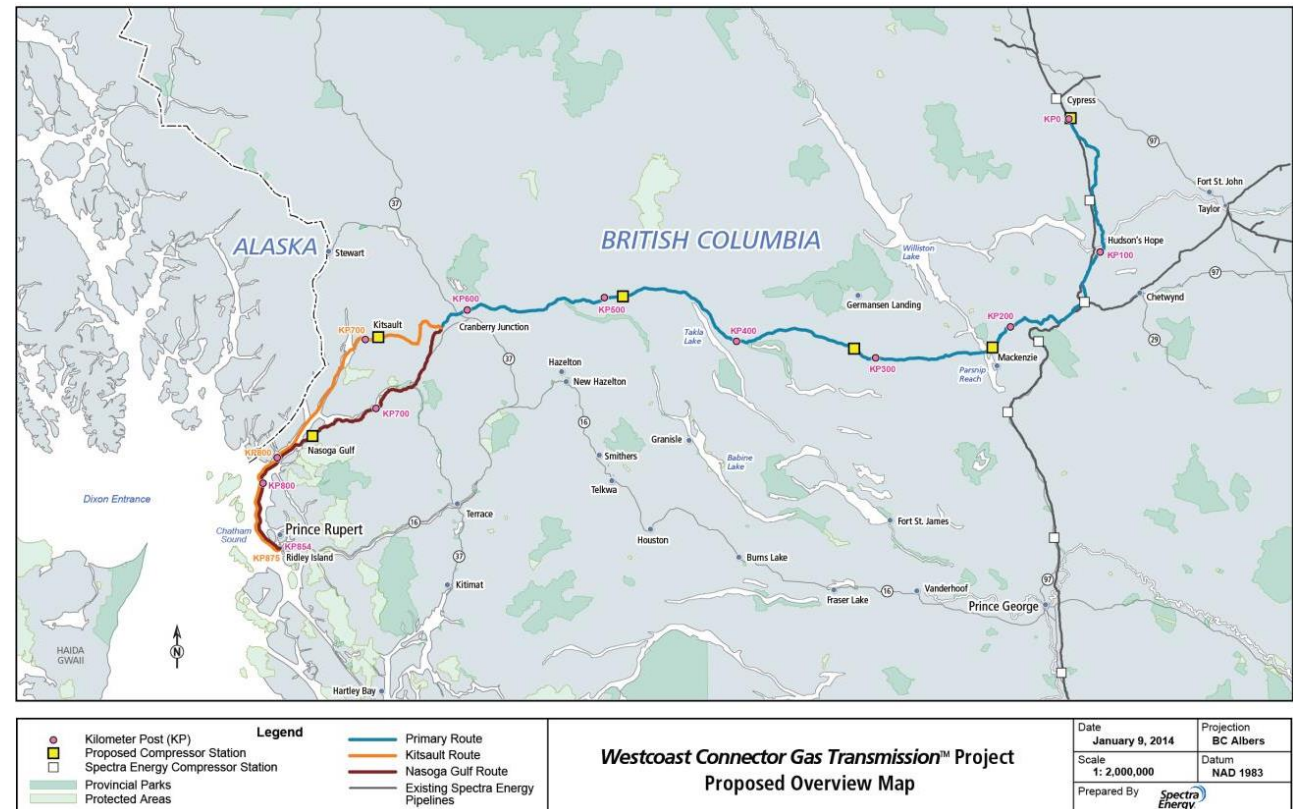 Cypress
KP0
97
Fort St. John
Taylor
37
ALASKA
Stewart
BRITISH COLUMBIA
Williston
Lake
Hudson's Hope
KP100
97
KP600
KP500
Germansen Landing
Chetwynd
KP700
Kitsault
Cranberry Junction
Takla
Lake
KP400
KP200
29
KP300
Mackenzie
Parsnip
Reach
37
Hazelton
New Hazelton
KP700
16
Granisle
Nasoga Gulf
Smithers
Babine
Lake
KP800
KP800
Telkwa
Dixon Entrance
Chatham
Sound
Prince Rupert
KP854
KP875
Ridley Island
16
Terrace
Houston
Fort St. James
37
Burns Lake
Kitimat
Fraser Lake
16
Vanderhoof
97
Prince George
HAIDA
GWAII
N
Hartley Bay
Legend
Kilometer Post (KP)
Proposed Compressor Station
Spectra Energy Compressor Station
Provincial Parks
Protected Areas
Primary Route
Kitsault Route
Nasoga Gulf Route
Existing Spectra Energy
Pipelines
Westcoast Connector Gas Transmission™ Project
Proposed Overview Map
Date
January 9, 2014
Projection
BC Albers
Scale
1: 2,000,000
Datum
NAD 1983
Prepared By
Spectra
Energy